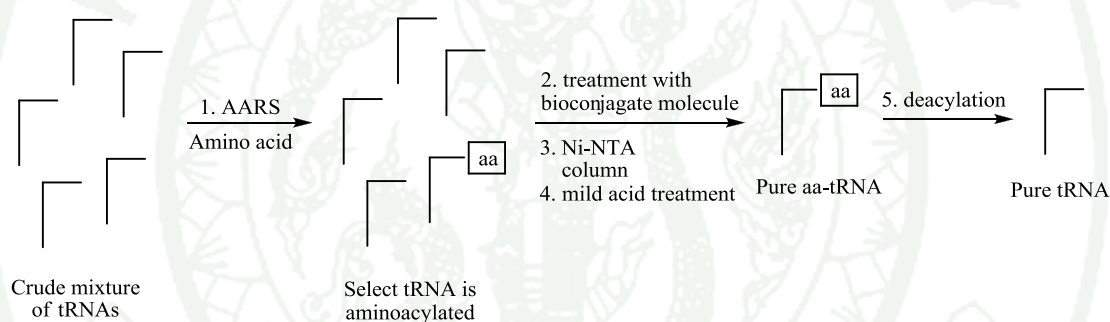 1. AARS
Amino acid
aa
2. treatment with
bioconjagate molecule
3. Ni-NTA
column
4. mild acid treatment
aa
5. deacylation
Pure aa-tRNA
Pure tRNA
Crude mixture
of tRNAs
Select tRNA is
aminoacylated